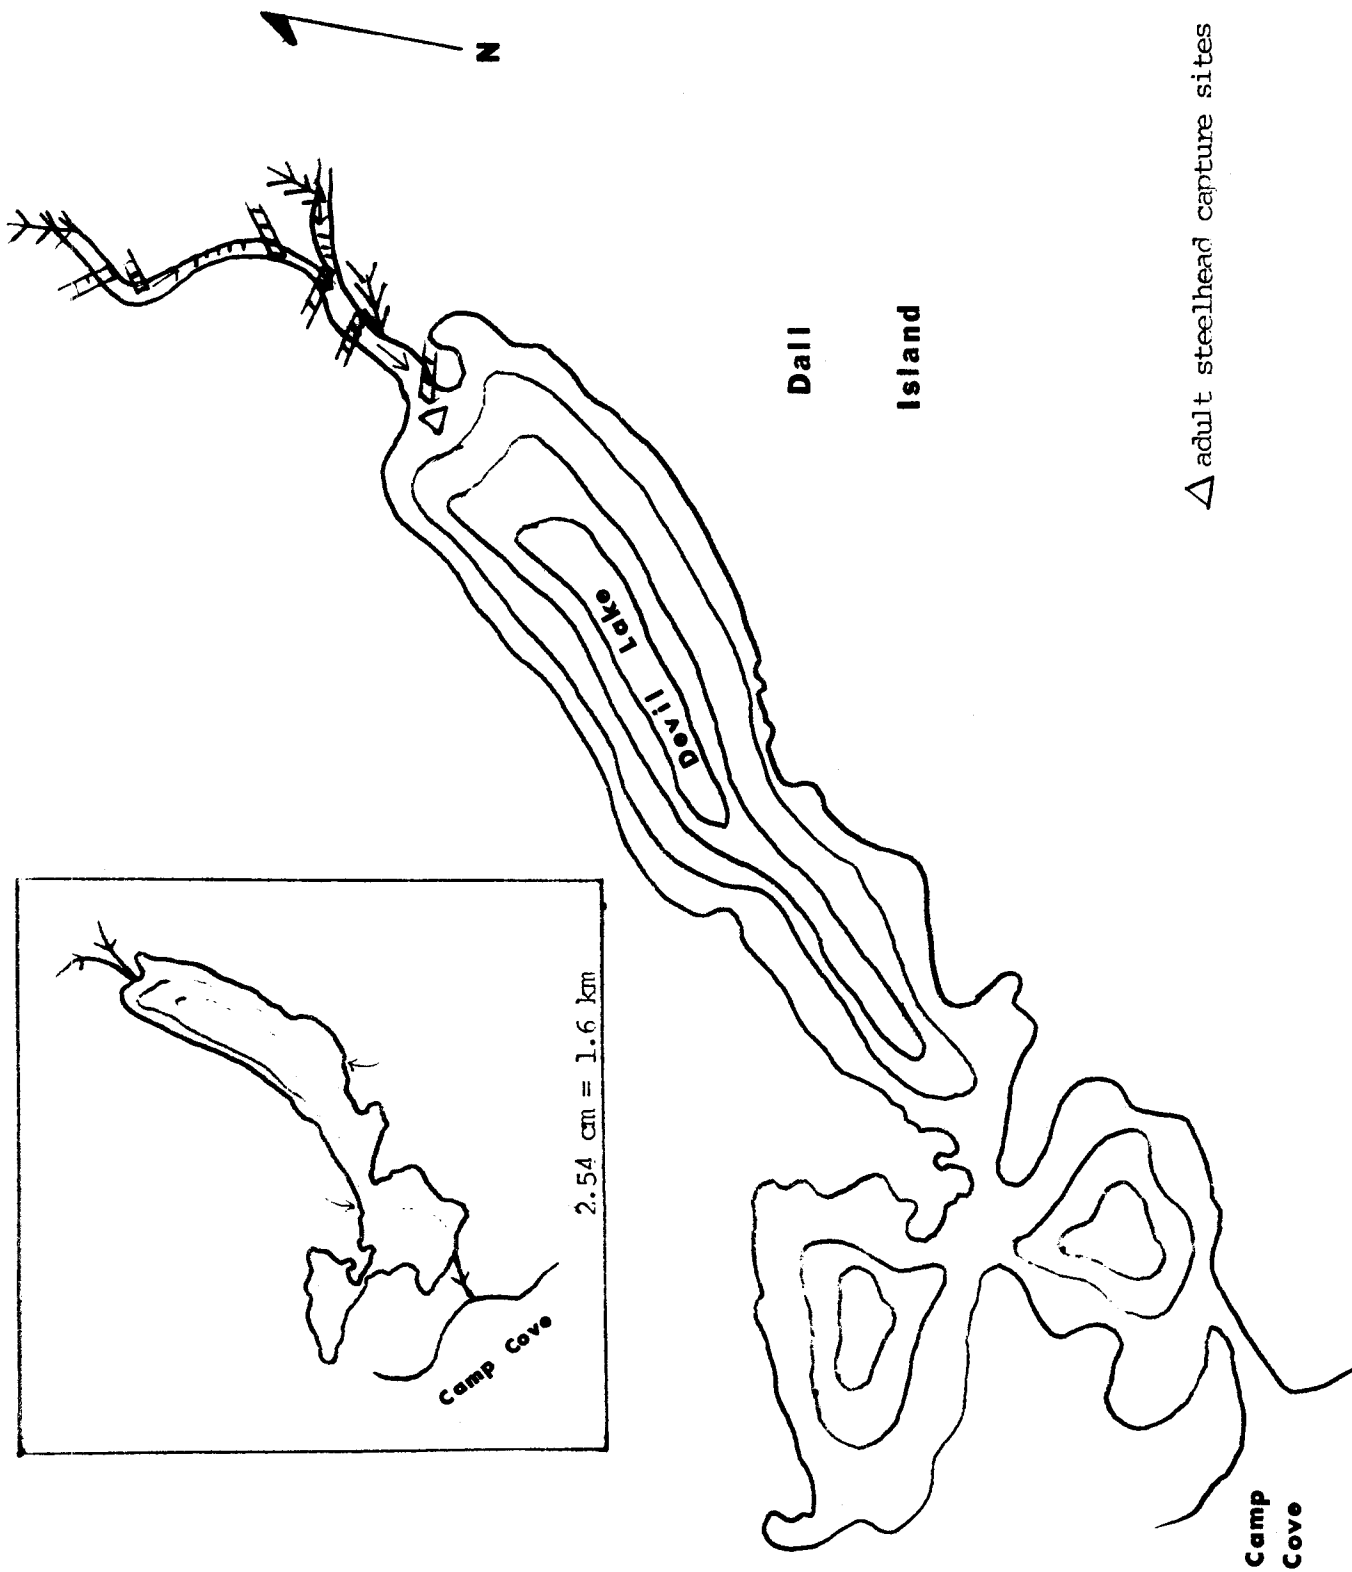 N
Dall
Island
△ adult steelhead capture sites
Devil Lake
2.54 cm = 1.6 km
Camp Cove
Camp
Cove